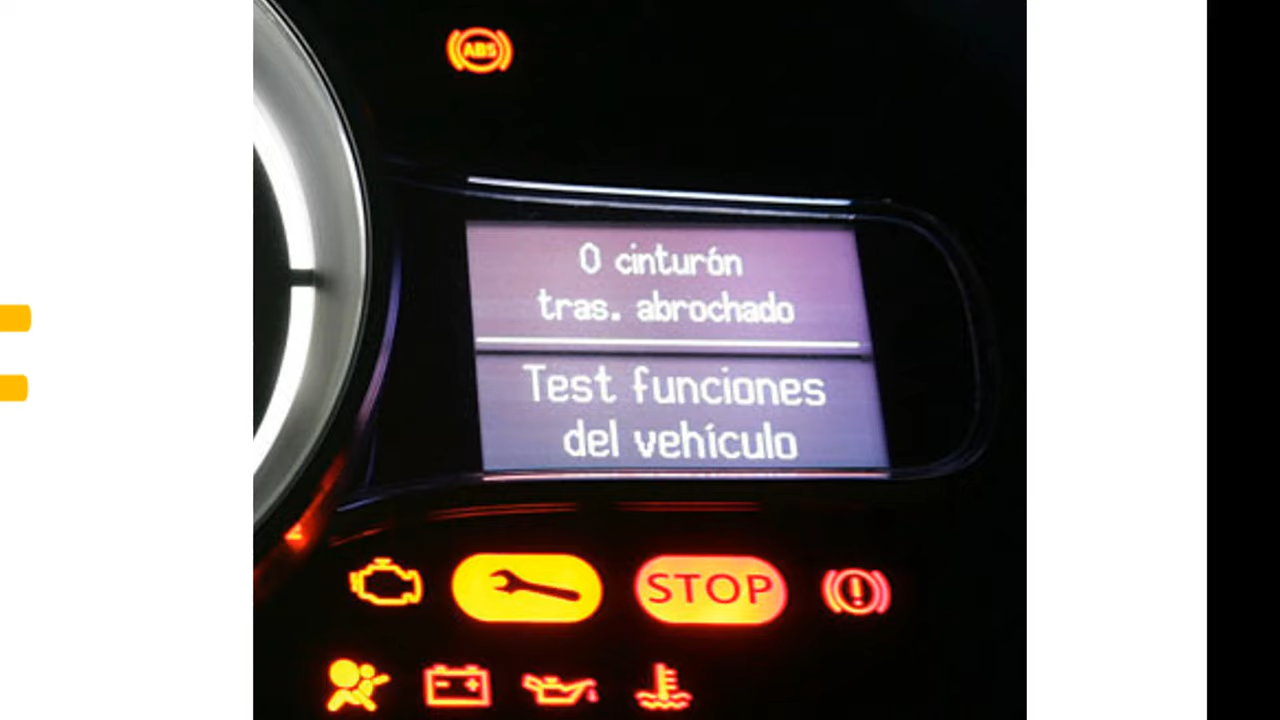 ABS
0 cinturón
tras. abrochado
Test funciones
del vehículo
STOP